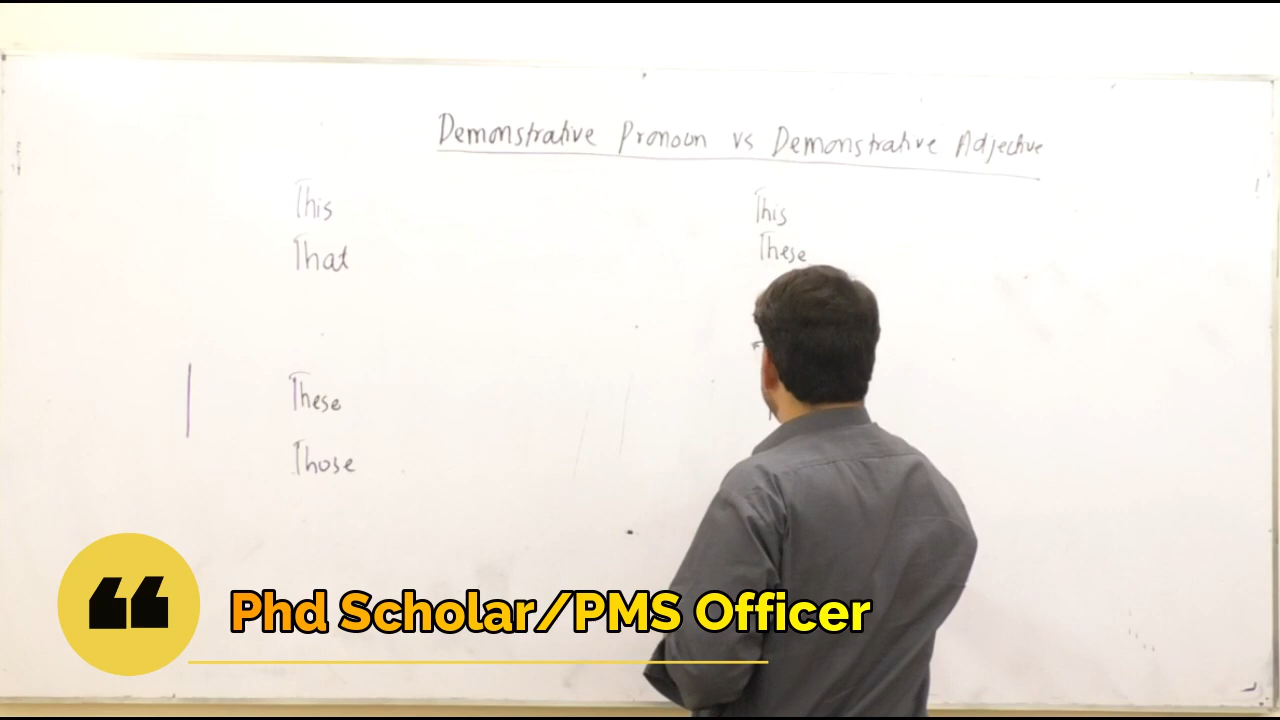 Demonstrative Pronoun vs Demonstrative Adjective
This
That
These
Those
This
These
Phd Scholar/PMS Officer